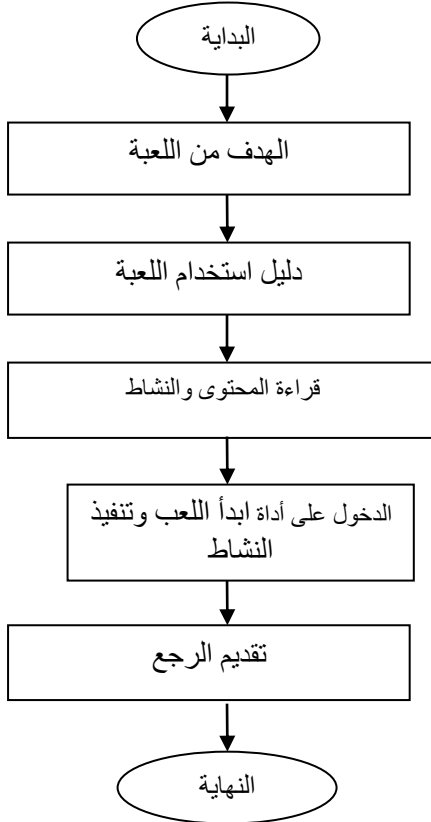 البداية
الهدف من اللعبة
دليل استخدام اللعبة
قراءة المحتوى والنشاط
الدخول على أداة ابدأ اللعب وتنفيذ
النشاط
تقديم الرجع
النهاية